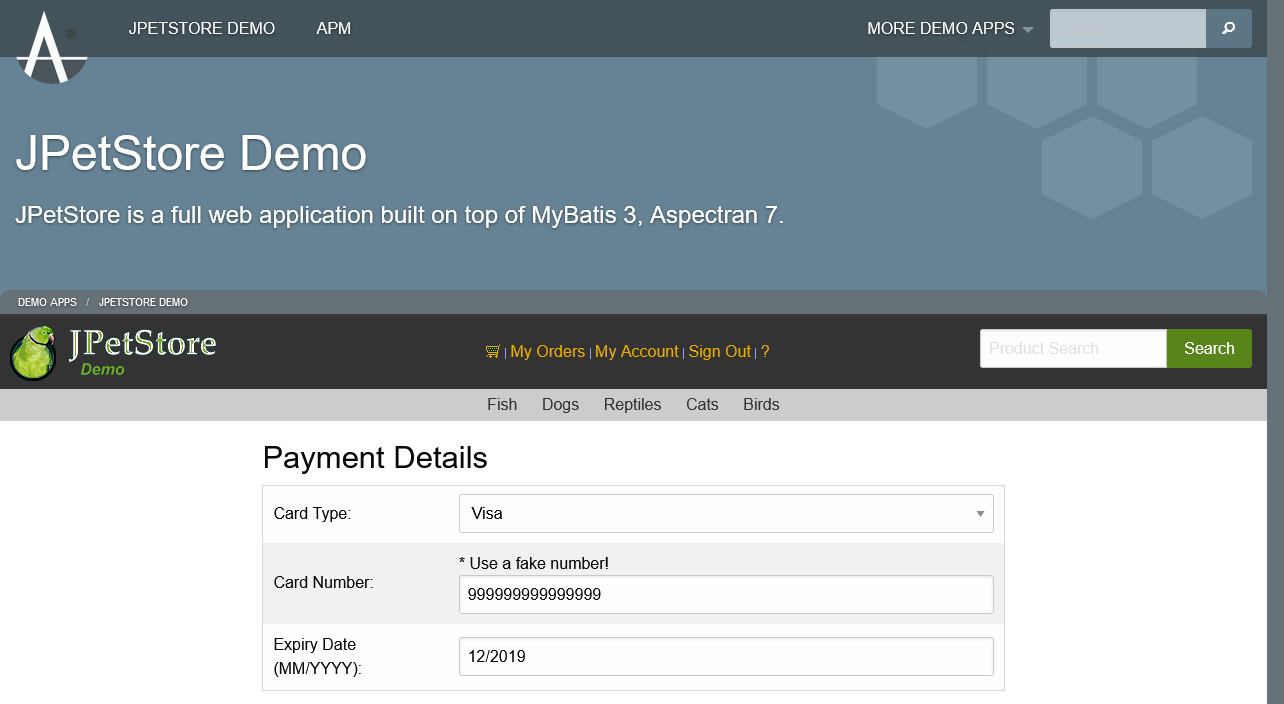 JPETSTORE DEMO APM MORE DEMO APPS
JPetStore Demo
JPetStore is a full web application built on top of MyBatis 3, Aspectran 7.
DEMO APPS / JPETSTORE DEMO
JPetStore
Demo
| My Orders | My Account | Sign Out | ?
Product Search Search
Fish Dogs Reptiles Cats Birds
Payment Details
Card Type: Visa
* Use a fake number!
Card Number: 999999999999999
Expiry Date
(MM/YYYY):
12/2019